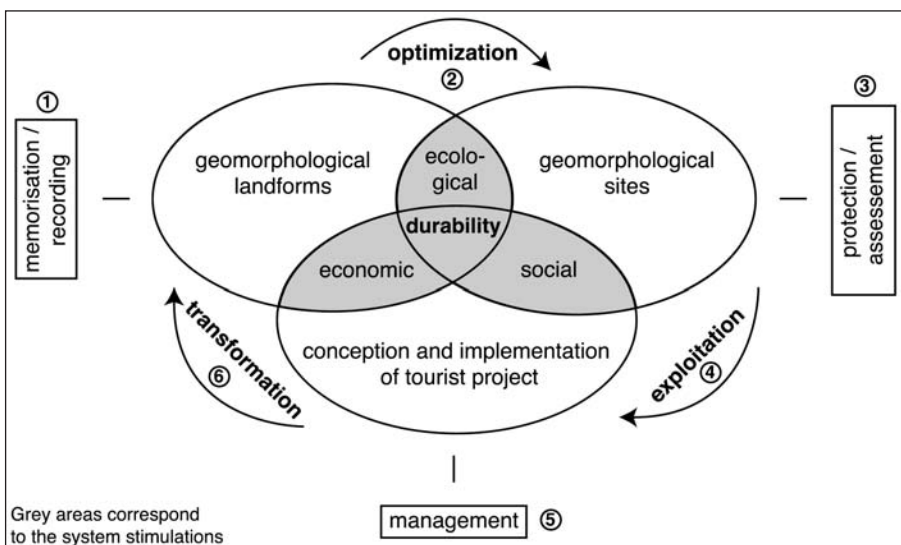 optimization
②
①
③
memorisation /
recording
geomorphological
landforms
ecolo-
gical
geomorphological
sites
protection /
assessment
durability
economic
social
transformation
⑥
conception and implementation
of tourist project
exploitation
④
management
⑤
Grey areas correspond
to the system stimulations